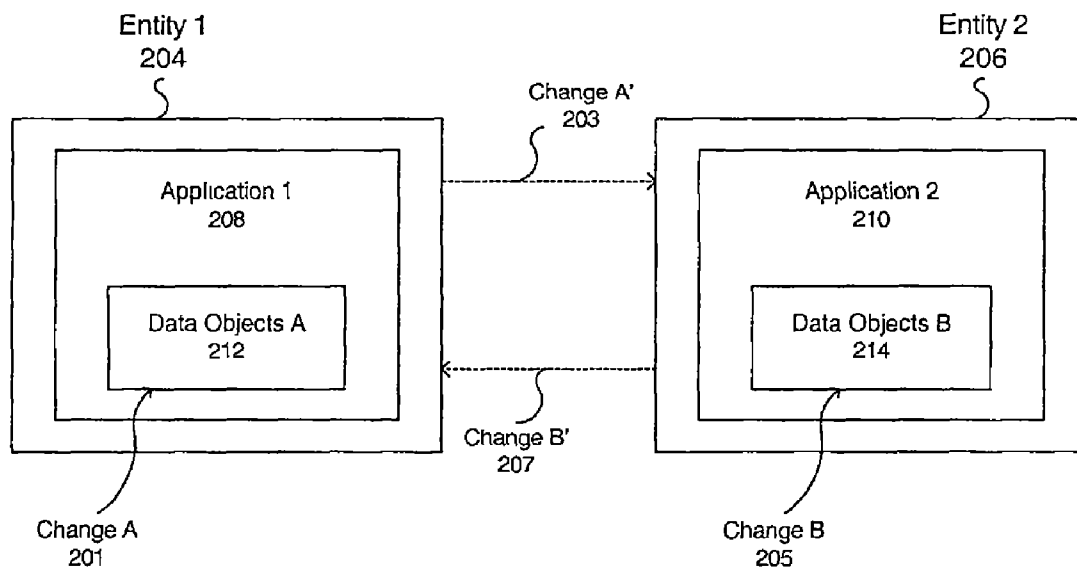 Entity 1
204
Entity 2
206
Change A'
203
Application 1
208
Application 2
210
Data Objects A
212
Data Objects B
214
Change B'
207
Change A
201
Change B
205